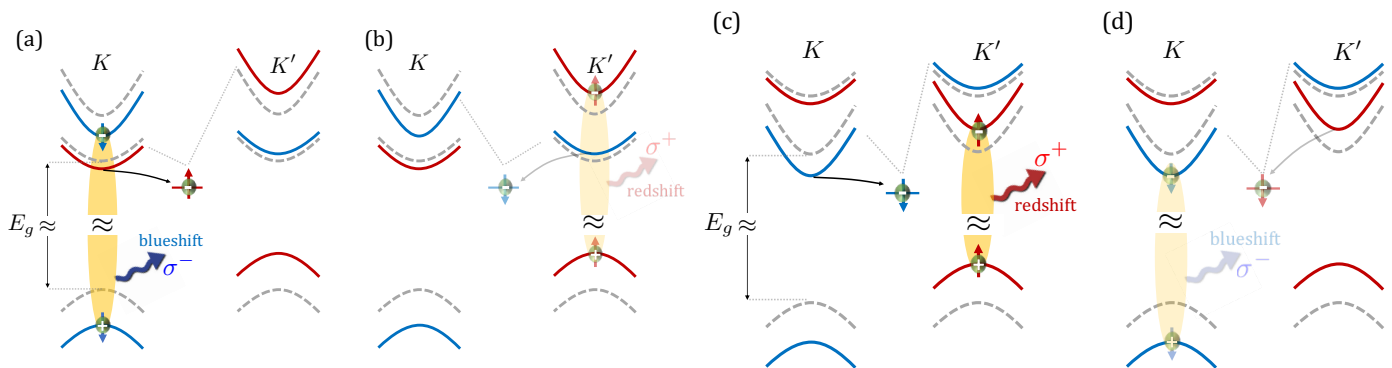 (a)
K
K′
E_g ≈
≈
blueshift
σ⁻
(b)
K
K′
≈
σ⁺
redshift
(c)
K
K′
E_g ≈
≈
σ⁺
redshift
(d)
K
K′
≈
blueshift
σ⁻